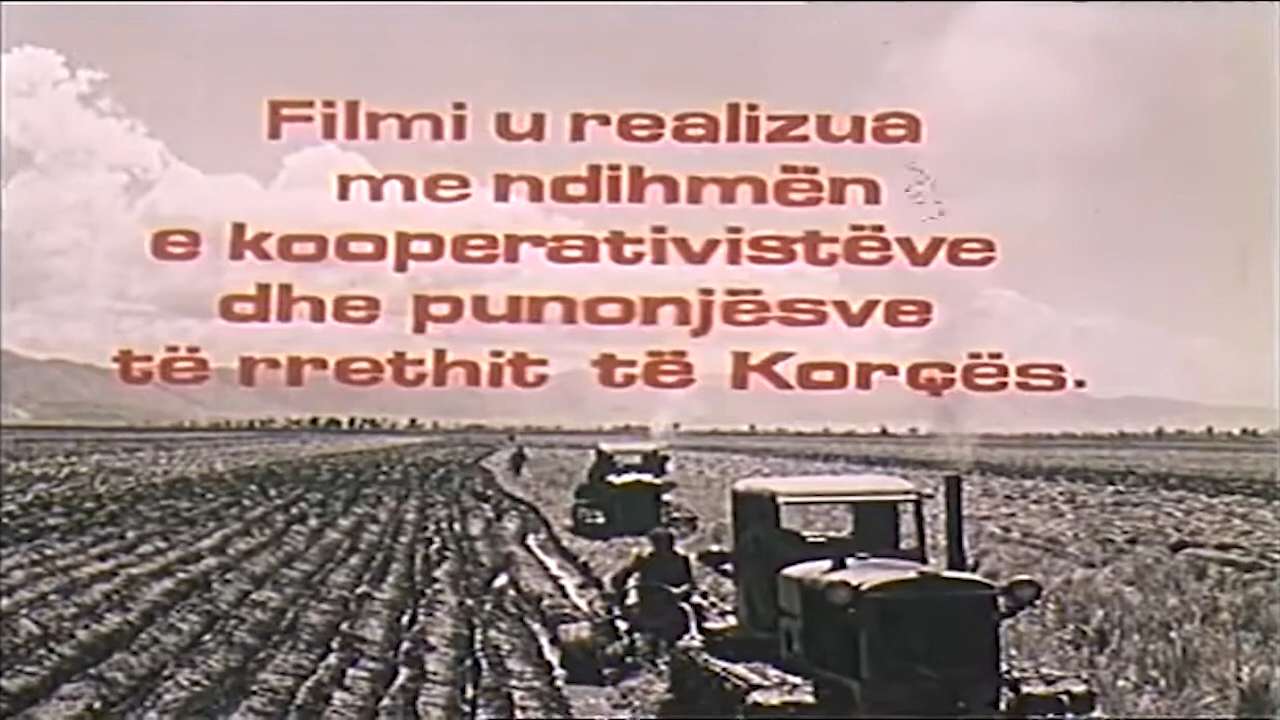 Filmi u realizua
me ndihmën
e kooperativistëve
dhe punonjësve
të rrethit të Korçës.